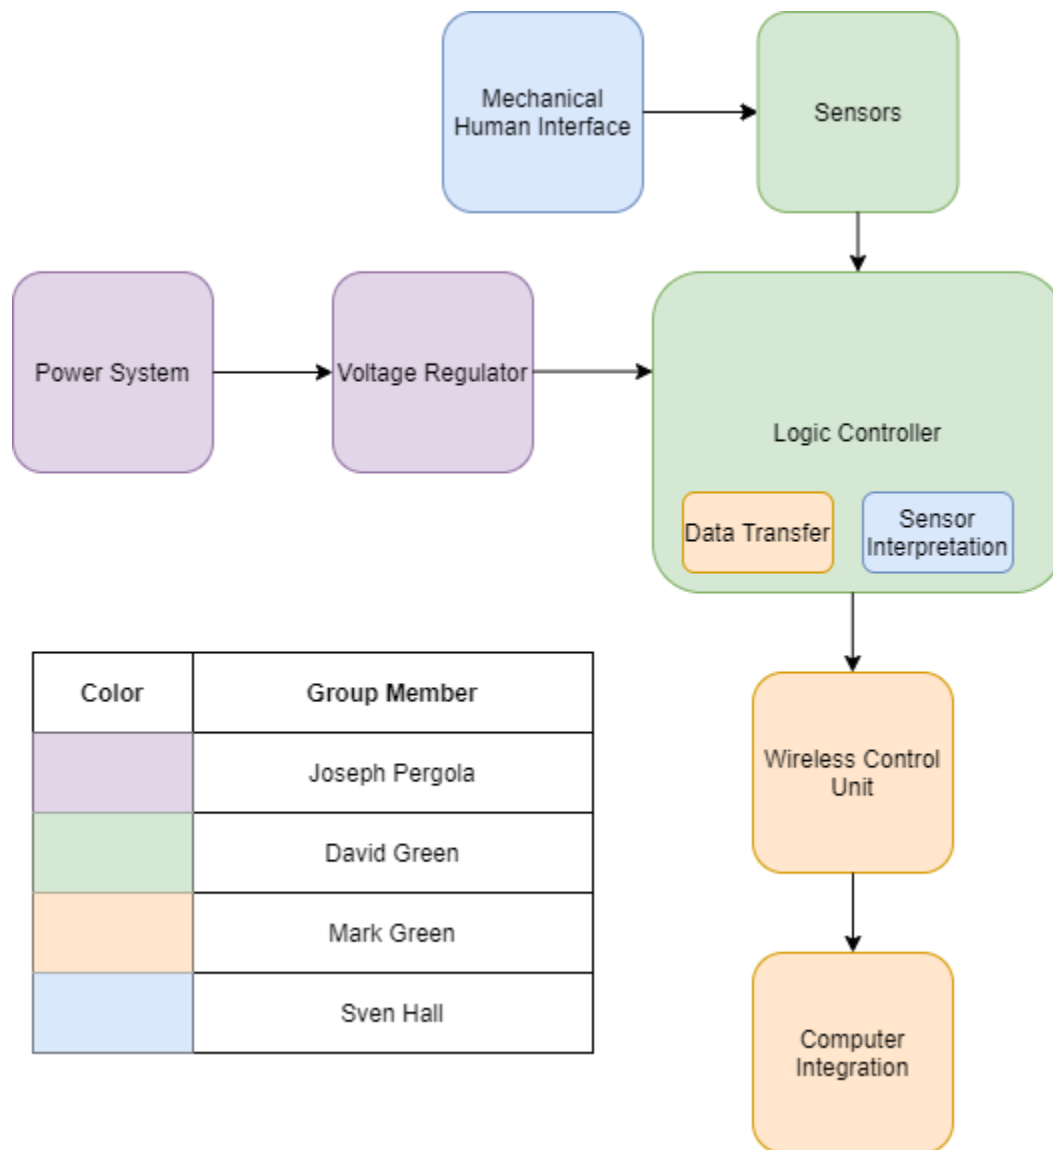 Mechanical
Human Interface
Sensors
Power System
Voltage Regulator
Logic Controller
Data Transfer
Sensor
Interpretation
Wireless Control
Unit
Computer
Integration
Color Group Member
Joseph Pergola
David Green
Mark Green
Sven Hall